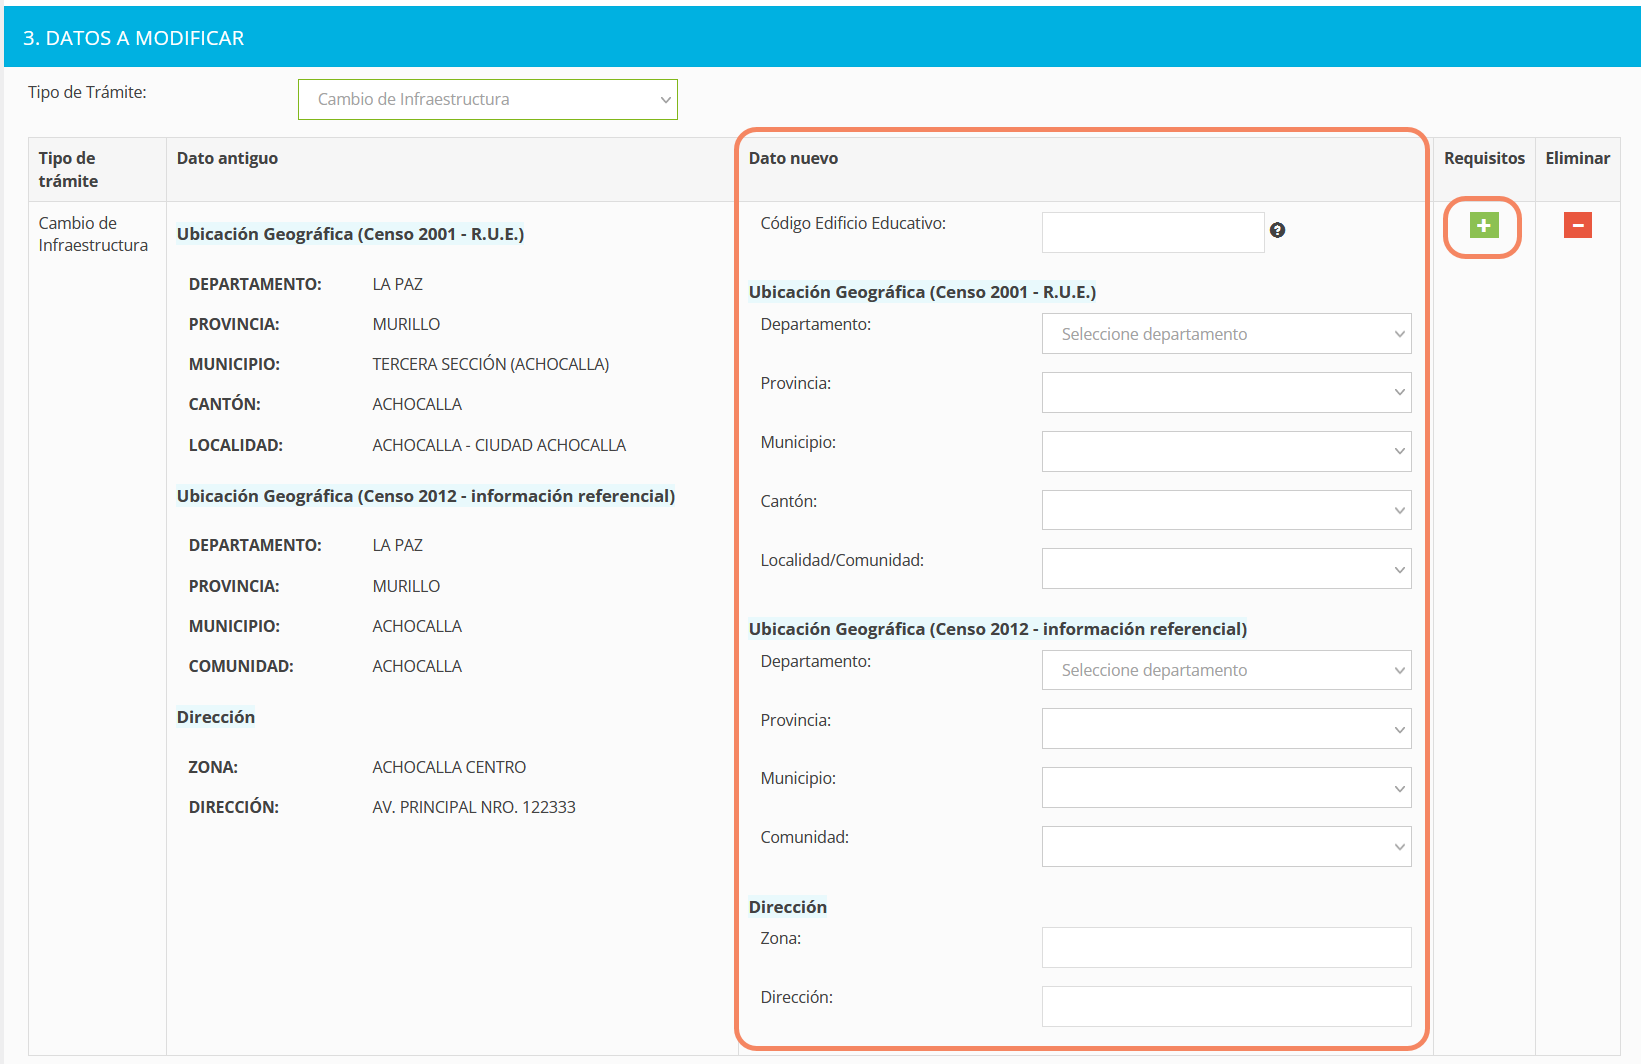 3. DATOS A MODIFICAR
Tipo de Trámite:
Cambio de Infraestructura
Tipo de
trámite
Dato antiguo
Dato nuevo
Requisitos
Eliminar
Cambio de
Infraestructura
Ubicación Geográfica (Censo 2001 - R.U.E.)
DEPARTAMENTO: LA PAZ
PROVINCIA: MURILLO
MUNICIPIO: TERCERA SECCIÓN (ACHOCALLA)
CANTÓN: ACHOCALLA
LOCALIDAD: ACHOCALLA - CIUDAD ACHOCALLA
Ubicación Geográfica (Censo 2012 - información referencial)
DEPARTAMENTO: LA PAZ
PROVINCIA: MURILLO
MUNICIPIO: ACHOCALLA
COMUNIDAD: ACHOCALLA
Dirección
ZONA: ACHOCALLA CENTRO
DIRECCIÓN: AV. PRINCIPAL NRO. 122333
Código Edificio Educativo:
Ubicación Geográfica (Censo 2001 - R.U.E.)
Departamento: Seleccione departamento
Provincia:
Municipio:
Cantón:
Localidad/Comunidad:
Ubicación Geográfica (Censo 2012 - información referencial)
Departamento: Seleccione departamento
Provincia:
Municipio:
Comunidad:
Dirección
Zona:
Dirección: